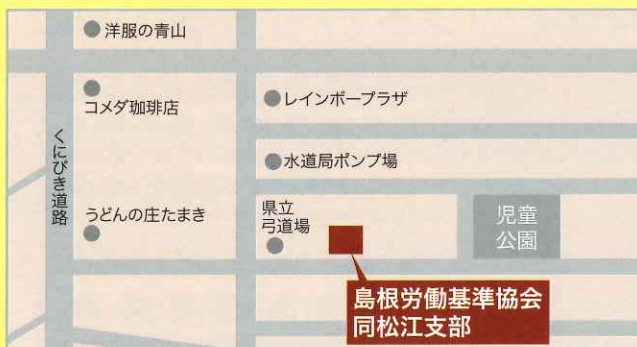 洋服の青山
コメダ珈琲店
レインボープラザ
くにびき道路
水道局ポンプ場
うどんの庄たまき
県立
弓道場
児童
公園
島根労働基準協会
同松江支部